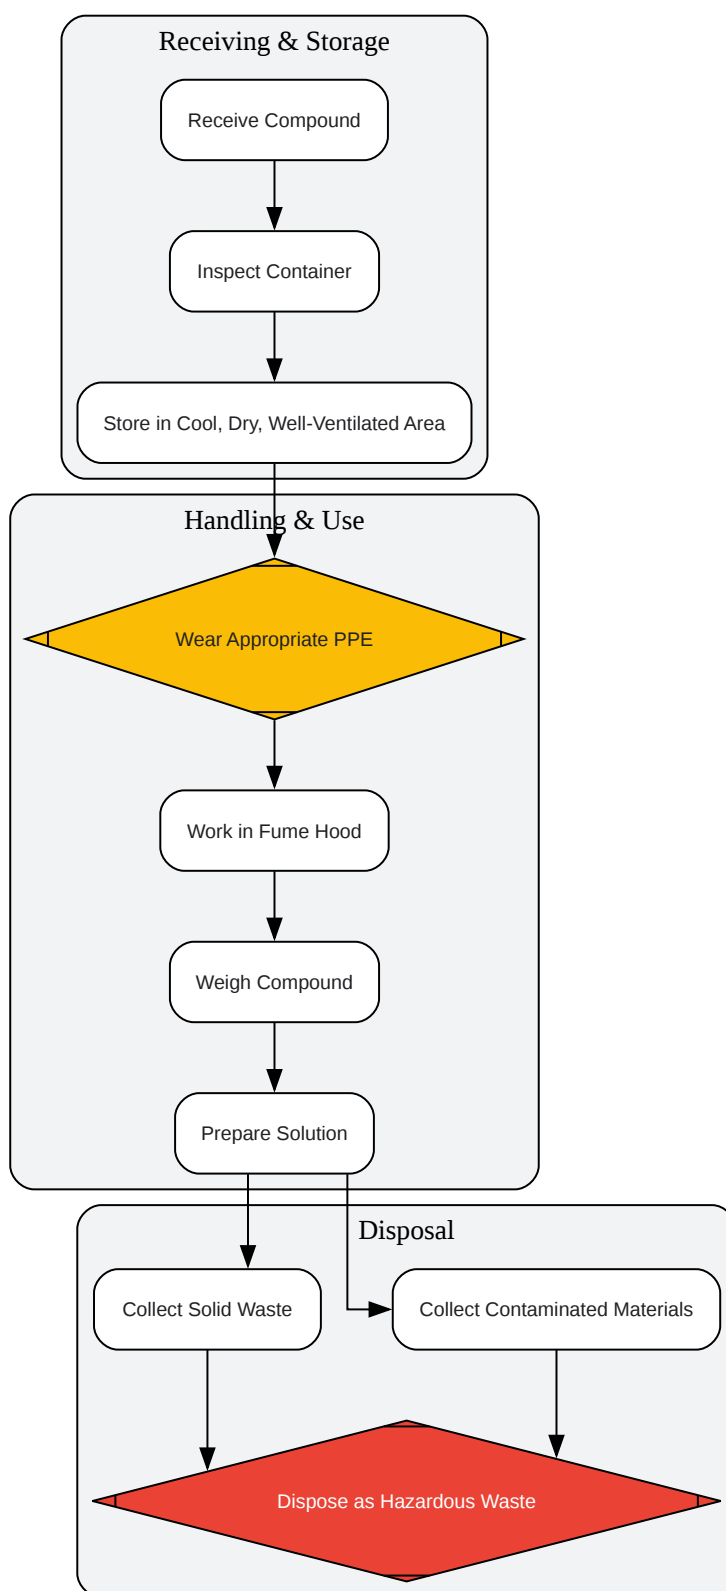 Receiving & Storage
Receive Compound
Inspect Container
Store in Cool, Dry, Well-Ventilated Area
Handling & Use
Wear Appropriate PPE
Work in Fume Hood
Weigh Compound
Prepare Solution
Disposal
Collect Solid Waste
Collect Contaminated Materials
Dispose as Hazardous Waste